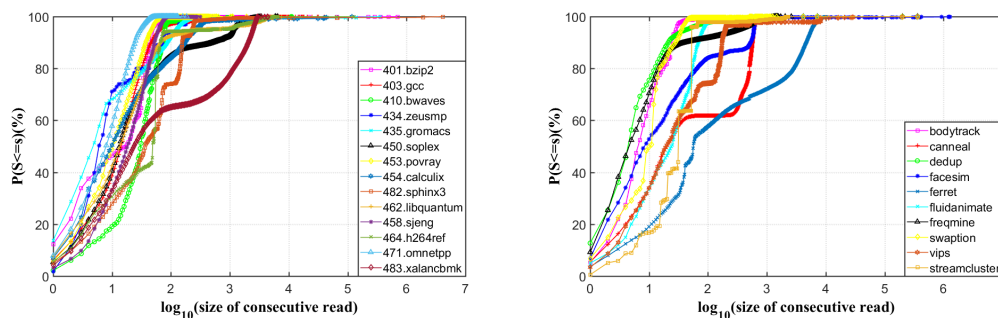 P(S<=s)(%)
100
80
60
40
20
0
0 1 2 3 4 5 6 7
log10(size of consecutive read)
401.bzip2
403.gcc
410.bwaves
434.zeusmp
435.gromacs
450.soplex
453.povray
454.calculix
482.sphinx3
462.libquantum
458.sjeng
464.h264ref
471.omnetpp
483.xalancbmk
P(S<=s)(%)
100
80
60
40
20
0
0 1 2 3 4 5 6
log10(size of consecutive read)
bodytrack
canneal
dedup
facesim
ferret
fluidanimate
freqmine
swaption
vips
streamcluster